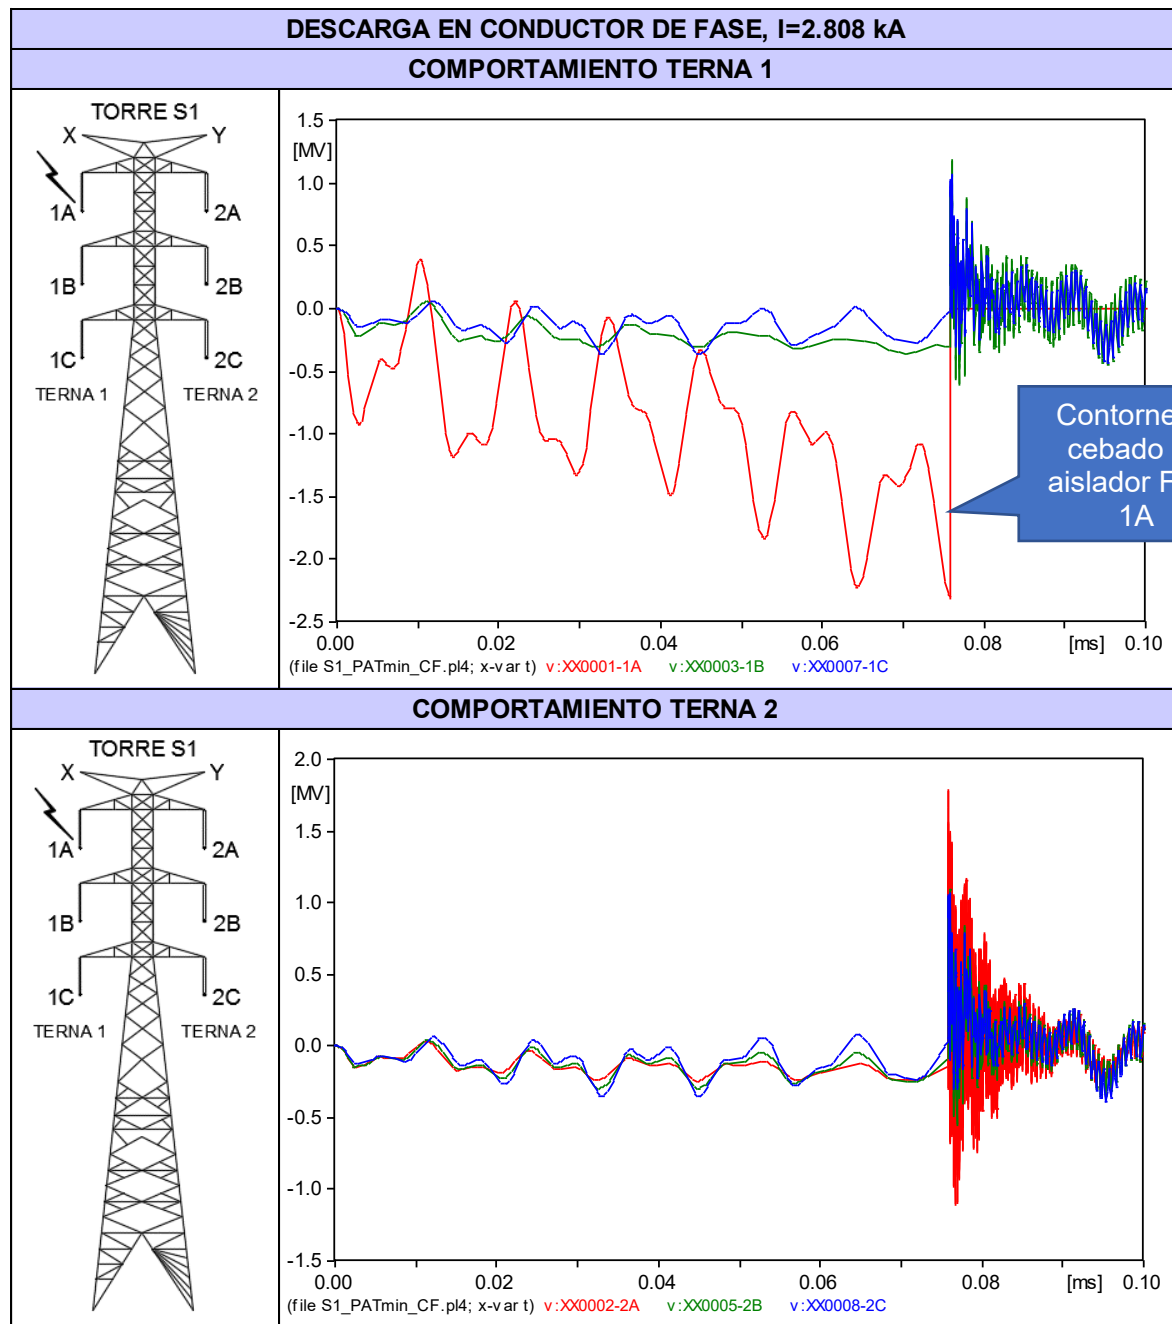 DESCARGA EN CONDUCTOR DE FASE, I=2.808 kA
COMPORTAMIENTO TERNA 1
TORRE S1
X Y
1A 2A
1B 2B
1C 2C
TERNA 1 TERNA 2
1.5
[MV]
1.0
0.5
0.0
-0.5
-1.0
-1.5
-2.0
-2.5
0.00 0.02 0.04 0.06 0.08 [ms] 0.10
(file S1_PATmin_CF.pl4; x-var t) v:XX0001-1A v:XX0003-1B v:XX0007-1C
cebado
aislador
1A
COMPORTAMIENTO TERNA 2
TORRE S1
X Y
1A 2A
1B 2B
1C 2C
TERNA 1 TERNA 2
2.0
[MV]
1.5
1.0
0.5
0.0
-0.5
-1.0
-1.5
0.00 0.02 0.04 0.06 0.08 [ms] 0.10
(file S1_PATmin_CF.pl4; x-var t) v:XX0002-2A v:XX0005-2B v:XX0008-2C